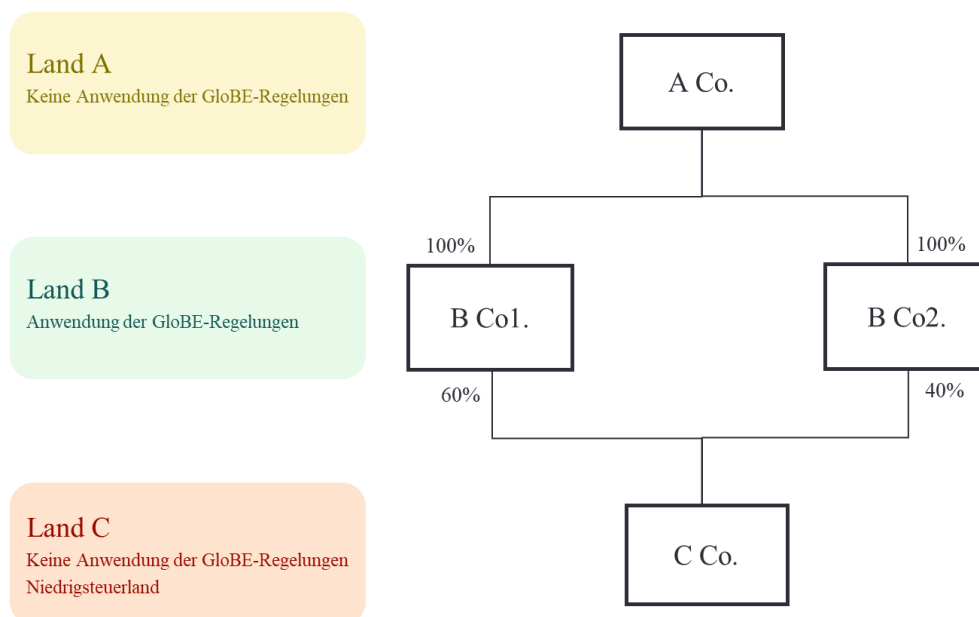 Land A
Keine Anwendung der GloBE-Regelungen
A Co.
Land B
Anwendung der GloBE-Regelungen
100%
100%
B Co1.
B Co2.
60%
40%
Land C
Keine Anwendung der GloBE-Regelungen
Niedrigsteuerland
C Co.